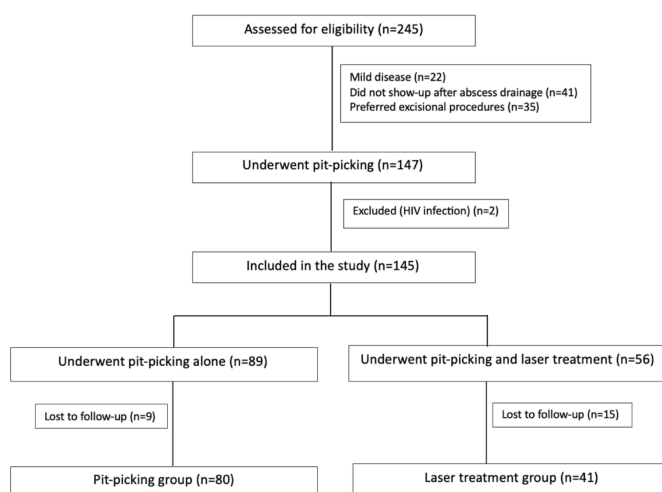 Assessed for eligibility (n=245)
Mild disease (n=22)
Did not show-up after abscess drainage (n=41)
Preferred excisional procedures (n=35)
Underwent pit-picking (n=147)
Excluded (HIV infection) (n=2)
Included in the study (n=145)
Underwent pit-picking alone (n=89)
Underwent pit-picking and laser treatment (n=56)
Lost to follow-up (n=9)
Lost to follow-up (n=15)
Pit-picking group (n=80)
Laser treatment group (n=41)